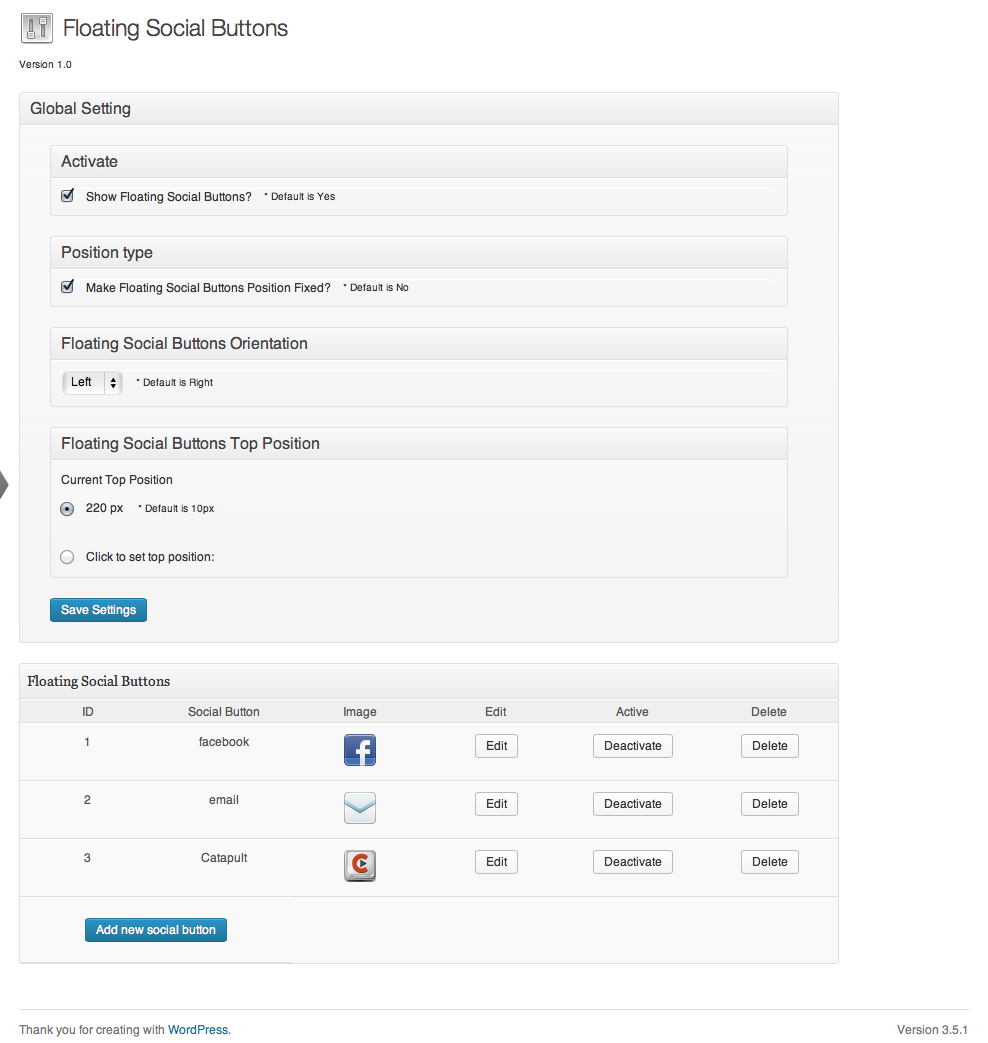 Floating Social Buttons
Version 1.0
Global Setting
Activate
Show Floating Social Buttons? * Default is Yes
Position type
Make Floating Social Buttons Position Fixed? * Default is No
Floating Social Buttons Orientation
Left * Default is Right
Floating Social Buttons Top Position
Current Top Position
220 px * Default is 10px
Click to set top position:
Save Settings
Floating Social Buttons
ID Social Button Image Edit Active Delete
1 facebook f Edit Deactivate Delete
2 email Edit Deactivate Delete
3 Catapult C Edit Deactivate Delete
Add new social button
Thank you for creating with WordPress. Version 3.5.1